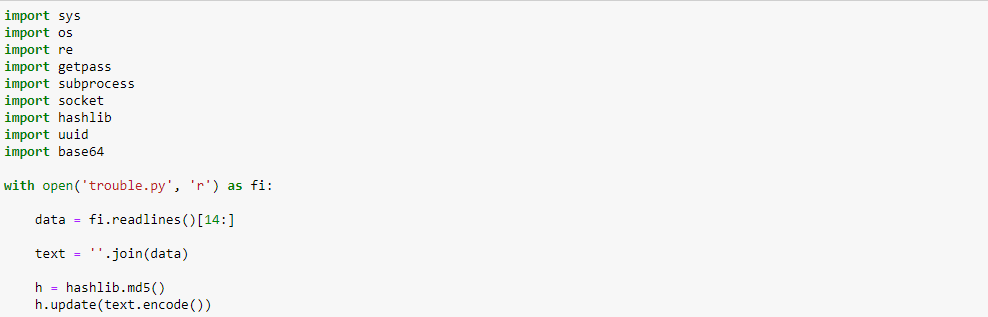 import sys
import os
import re
import getpass
import subprocess
import socket
import hashlib
import uuid
import base64
with open('trouble.py', 'r') as fi:
    data = fi.readlines()[14:]
    text = ''.join(data)
    h = hashlib.md5()
    h.update(text.encode())